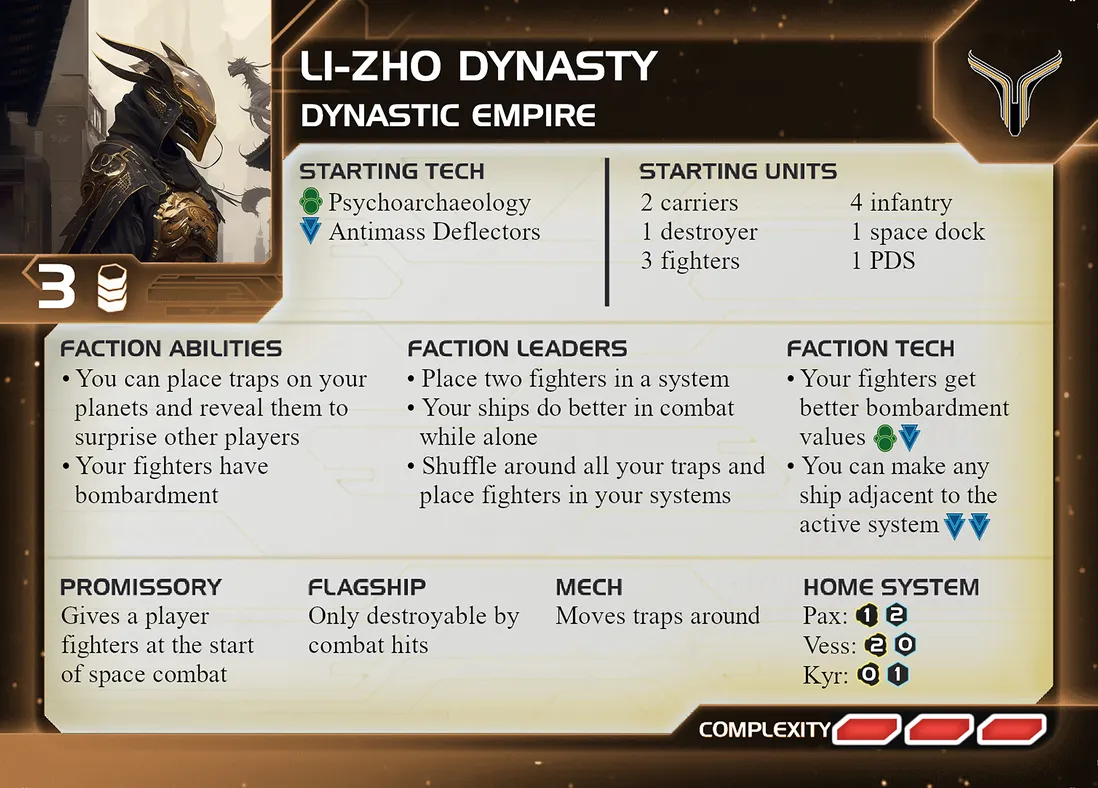 LI-ZHO DYNASTY
DYNASTIC EMPIRE
3
STARTING TECH
Psychoarchaeology
Antimass Deflectors
STARTING UNITS
2 carriers
1 destroyer
3 fighters
4 infantry
1 space dock
1 PDS
FACTION ABILITIES
• You can place traps on your
planets and reveal them to
surprise other players
• Your fighters have
bombardment
FACTION LEADERS
• Place two fighters in a system
• Your ships do better in combat
while alone
• Shuffle around all your traps and
place fighters in your systems
FACTION TECH
• Your fighters get
better bombardment
values
• You can make any
ship adjacent to the
active system
PROMISSORY
Gives a player
fighters at the start
of space combat
FLAGSHIP
Only destroyable by
combat hits
MECH
Moves traps around
HOME SYSTEM
Pax: 1 2
Vess: 2 0
Kyr: 0 1
COMPLEXITY